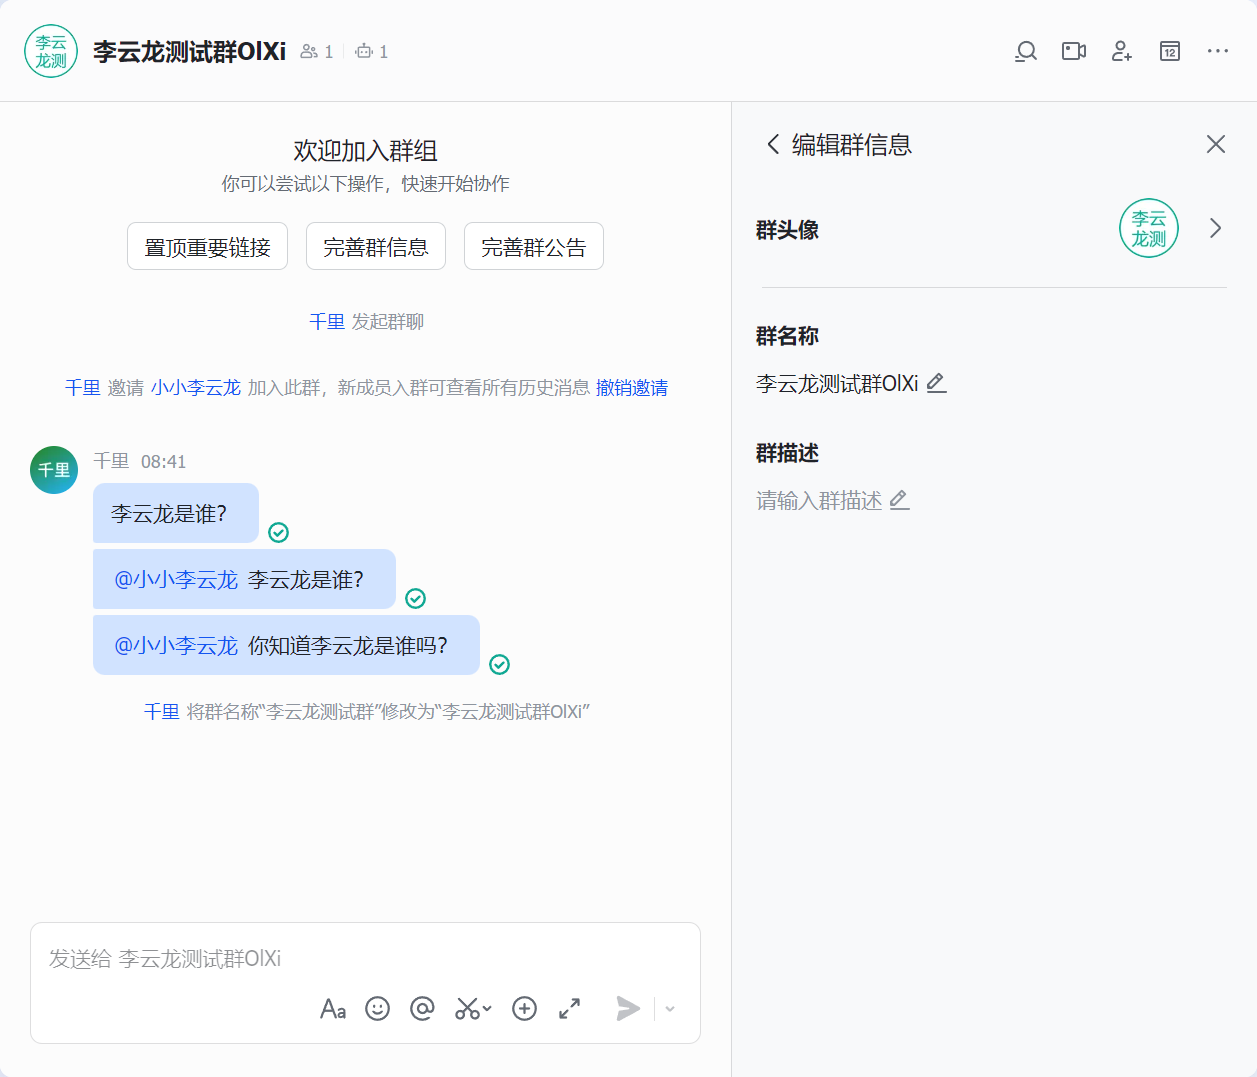 李云
龙测
李云龙测试群OlXi 1 1
12
欢迎加入群组
你可以尝试以下操作，快速开始协作
置顶重要链接 完善群信息 完善群公告
千里 发起群聊
千里 邀请 小小李云龙 加入此群，新成员入群可查看所有历史消息 撤销邀请
千里
千里 08:41
李云龙是谁？
@小小李云龙 李云龙是谁？
@小小李云龙 你知道李云龙是谁吗？
千里 将群名称“李云龙测试群”修改为“李云龙测试群OlXi”
发送给 李云龙测试群OlXi
Aa
编辑群信息
群头像
李云
龙测
群名称
李云龙测试群OlXi
群描述
请输入群描述